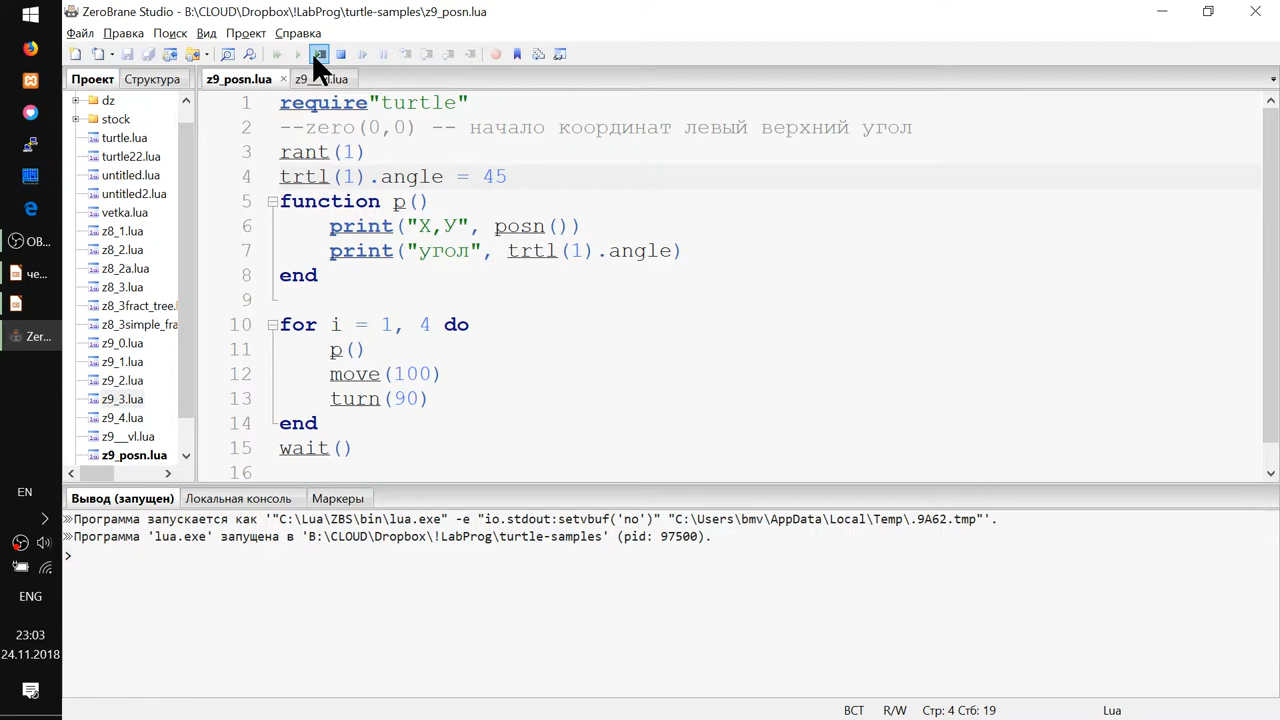 ZeroBrane Studio - B:\CLOUD\Dropbox\!LabProg\turtle-samples\z9_posn.lua
Файл Правка Поиск Вид Проект Справка
Проект Структура
z9_posn.lua
dz
stock
turtle.lua
turtle22.lua
untitled.lua
untitled2.lua
vetka.lua
z8_1.lua
z8_2.lua
z8_2a.lua
z8_3.lua
z8_3fract_tree.l
z8_3simple_fra
z9_0.lua
z9_1.lua
z9_2.lua
z9_3.lua
z9_4.lua
z9__vl.lua
z9_posn.lua
1 require"turtle"
2 --zero(0,0) -- начало координат левый верхний угол
3 rant(1)
4 trtl(1).angle = 45
5 function p()
6 print("Х,У", posn())
7 print("угол", trtl(1).angle)
8 end
9
10 for i = 1, 4 do
11 p()
12 move(100)
13 turn(90)
14 end
15 wait()
16
Вывод (запущен) Локальная консоль Маркеры
Программа запускается как '"C:\Lua\ZBS\bin\lua.exe" -e "io.stdout:setvbuf('no')" "C:\Users\bmv\AppData\Local\Temp\.9A62.tmp"'.
Программа 'lua.exe' запущена в 'B:\CLOUD\Dropbox\!LabProg\turtle-samples' (pid: 97500).
ВСТ R/W Стр: 4 Стб: 19 Lua
OB...
че...
Zer...
EN
ENG
23:03
24.11.2018